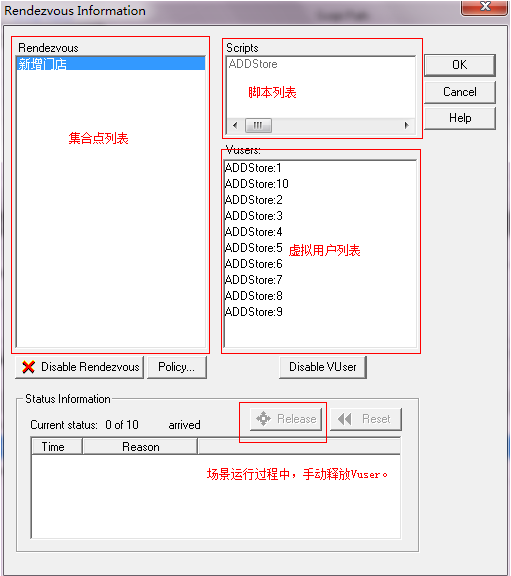 Rendezvous Information
Rendezvous
新增门店
集合点列表
Scripts
ADDStore
脚本列表
OK
Cancel
Help
Vusers:
ADDStore:1
ADDStore:10
ADDStore:2
ADDStore:3
ADDStore:4
ADDStore:5
ADDStore:6
ADDStore:7
ADDStore:8
ADDStore:9
虚拟用户列表
Disable Rendezvous
Policy...
Disable VUser
Status Information
Current status: 0 of 10 arrived
Release
Reset
Time Reason
场景运行过程中，手动释放Vuser。